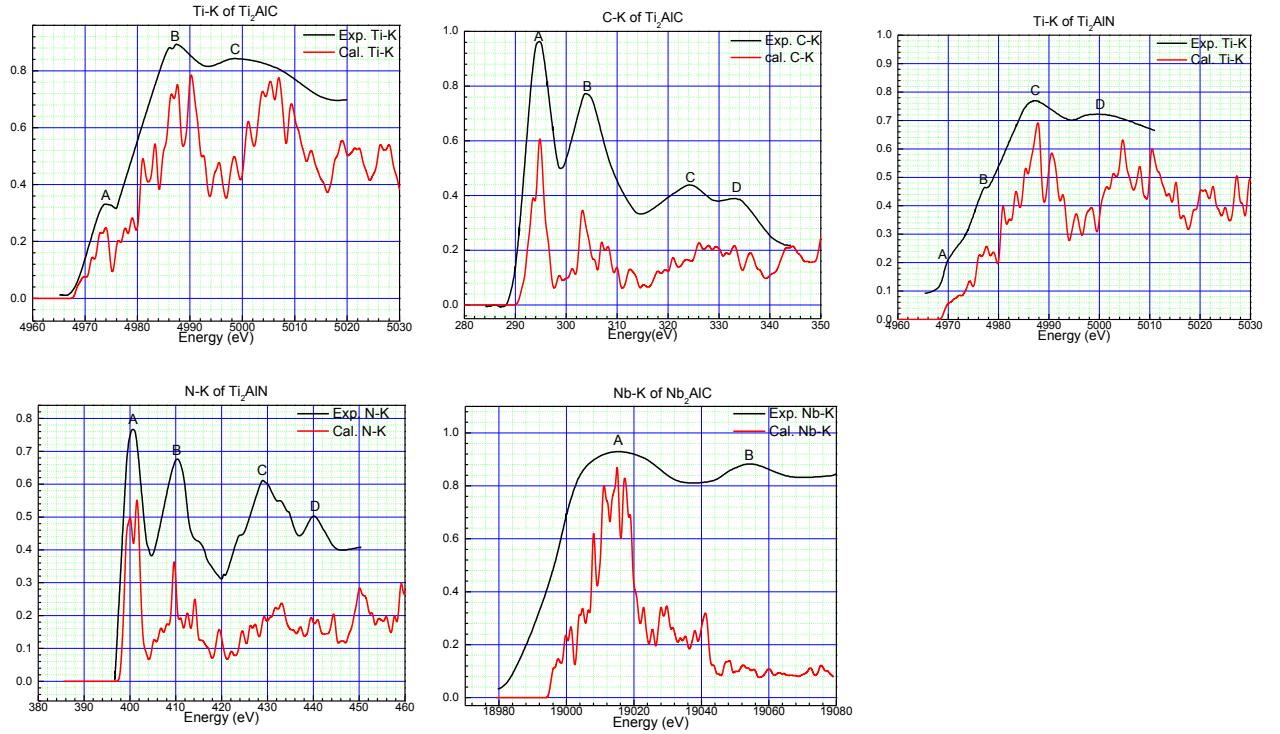 Ti-K of Ti₂AlC
Exp. Ti-K
Cal. Ti-K
A
B
C
0.8
0.6
0.4
0.2
0.0
4960 4970 4980 4990 5000 5010 5020 5030
Energy (eV)
C-K of Ti₂AlC
Exp. C-K
cal. C-K
A
B
C
D
1.0
0.8
0.6
0.4
0.2
0.0
280 290 300 310 320 330 340 350
Energy(eV)
Ti-K of Ti₂AlN
Exp. Ti-K
Cal. Ti-K
A
B
C
D
1.0
0.9
0.8
0.7
0.6
0.5
0.4
0.3
0.2
0.1
0.0
4960 4970 4980 4990 5000 5010 5020 5030
Energy (eV)
N-K of Ti₂AlN
Exp. N-K
Cal. N-K
A
B
C
D
0.8
0.7
0.6
0.5
0.4
0.3
0.2
0.1
0.0
380 390 400 410 420 430 440 450 460
Energy (eV)
Nb-K of Nb₂AlC
Exp. Nb-K
Cal. Nb-K
A
B
1.0
0.8
0.6
0.4
0.2
0.0
18980 19000 19020 19040 19060 19080
Energy (eV)